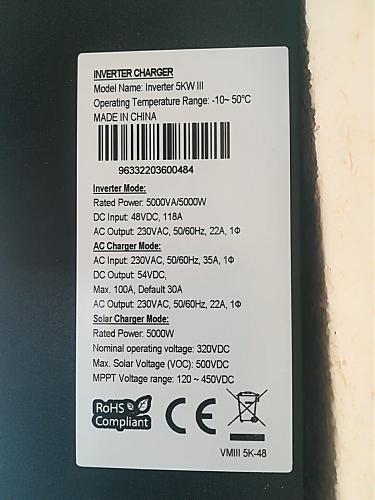 INVERTER CHARGER
Model Name: Inverter 5KW III
Operating Temperature Range: -10~ 50°C
MADE IN CHINA
96332203600484
Inverter Mode:
Rated Power: 5000VA/5000W
DC Input: 48VDC, 118A
AC Output: 230VAC, 50/60HZ, 22A, 1Φ
AC Charger Mode:
AC Input: 230VAC, 50/60HZ, 35A, 1Φ
DC Output: 54VDC,
Max. 100A, Default 30A
AC Output: 230VAC, 50/60HZ, 22A, 1Φ
Solar Charger Mode:
Rated Power: 5000W
Nominal operating voltage: 320VDC
Max. Solar Voltage (VOC): 500VDC
MPPT Voltage range: 120 ~ 450VDC
RoHS
Compliant
CE
VMIII 5K-48